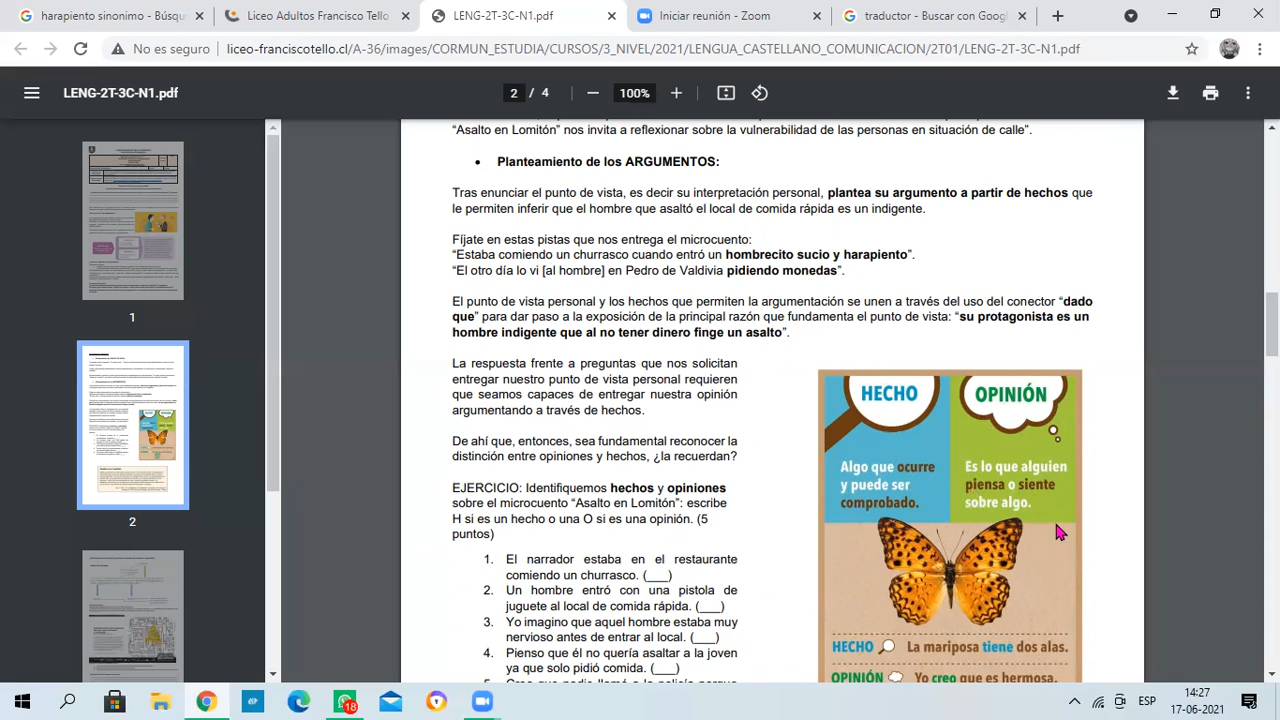 harapiento sinonimo - Búsqu
Liceo Adultos Francisco Tello
LENG-2T-3C-N1.pdf
Iniciar reunión - Zoom
traductor - Buscar con Googl
No es seguro
liceo-franciscotello.cl/A-36/images/CORMUN_ESTUDIA/CURSOS/3_NIVEL/2021/LENGUA_CASTELLANO_COMUNICACION/2T01/LENG-2T-3C-N1.pdf
LENG-2T-3C-N1.pdf
2 / 4
100%
1
2
“Asalto en Lomitón” nos invita a reflexionar sobre la vulnerabilidad de las personas en situación de calle”.
• Planteamiento de los ARGUMENTOS:
Tras enunciar el punto de vista, es decir su interpretación personal, plantea su argumento a partir de hechos que
le permiten inferir que el hombre que asaltó el local de comida rápida es un indigente.
Fíjate en estas pistas que nos entrega el microcuento:
“Estaba comiendo un churrasco cuando entró un hombrecito sucio y harapiento”.
“El otro día lo vi [al hombre] en Pedro de Valdivia pidiendo monedas”.
El punto de vista personal y los hechos que permiten la argumentación se unen a través del uso del conector “dado
que” para dar paso a la exposición de la principal razón que fundamenta el punto de vista: “su protagonista es un
hombre indigente que al no tener dinero finge un asalto”.
La respuesta frente a preguntas que nos solicitan
entregar nuestro punto de vista personal requieren
que seamos capaces de entregar nuestra opinión
argumentando a través de hechos.
De ahí que, entonces, sea fundamental reconocer la
distinción entre opiniones y hechos, ¿la recuerdan?
EJERCICIO: Identifiquemos hechos y opiniones
sobre el microcuento “Asalto en Lomitón”: escribe
H si es un hecho o una O si es una opinión. (5
puntos)
1. El narrador estaba en el restaurante
comiendo un churrasco. (___)
2. Un hombre entró con una pistola de
juguete al local de comida rápida. (___)
3. Yo imagino que aquel hombre estaba muy
nervioso antes de entrar al local. (___)
4. Pienso que él no quería asaltar a la joven
ya que solo pidió comida. (___)
HECHO
OPINIÓN
Algo que ocurre
y puede ser
comprobado.
Es lo que alguien
piensa o siente
sobre algo.
HECHO La mariposa tiene dos alas.
OPINIÓN Yo creo que es hermosa.
18
ESP
14:27
17-06-2021